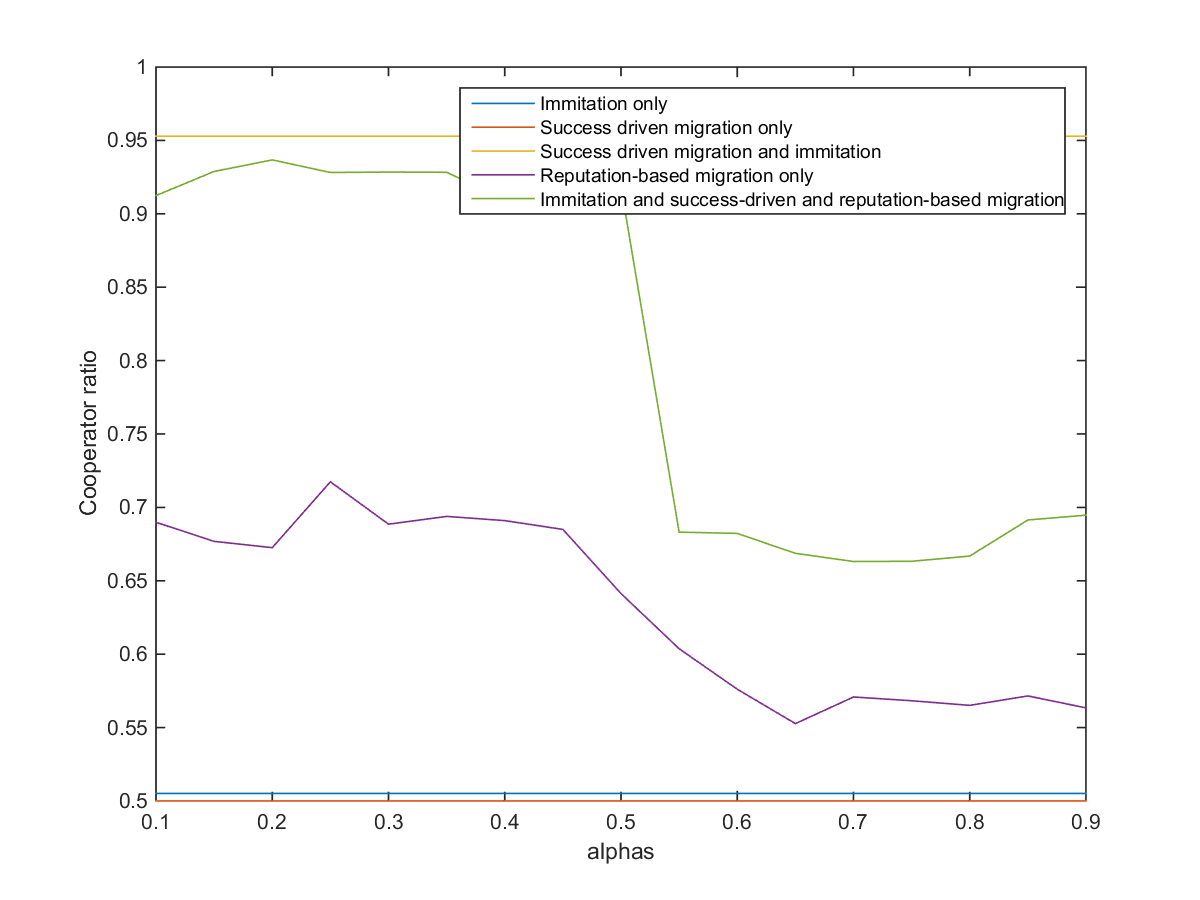 1
0.95
0.9
0.85
0.8
0.75
0.7
0.65
0.6
0.55
0.5
Cooperator ratio
Immitation only
Success driven migration only
Success driven migration and immitation
Reputation-based migration only
Immitation and success-driven and reputation-based migration
0.1 0.2 0.3 0.4 0.5 0.6 0.7 0.8 0.9
alphas